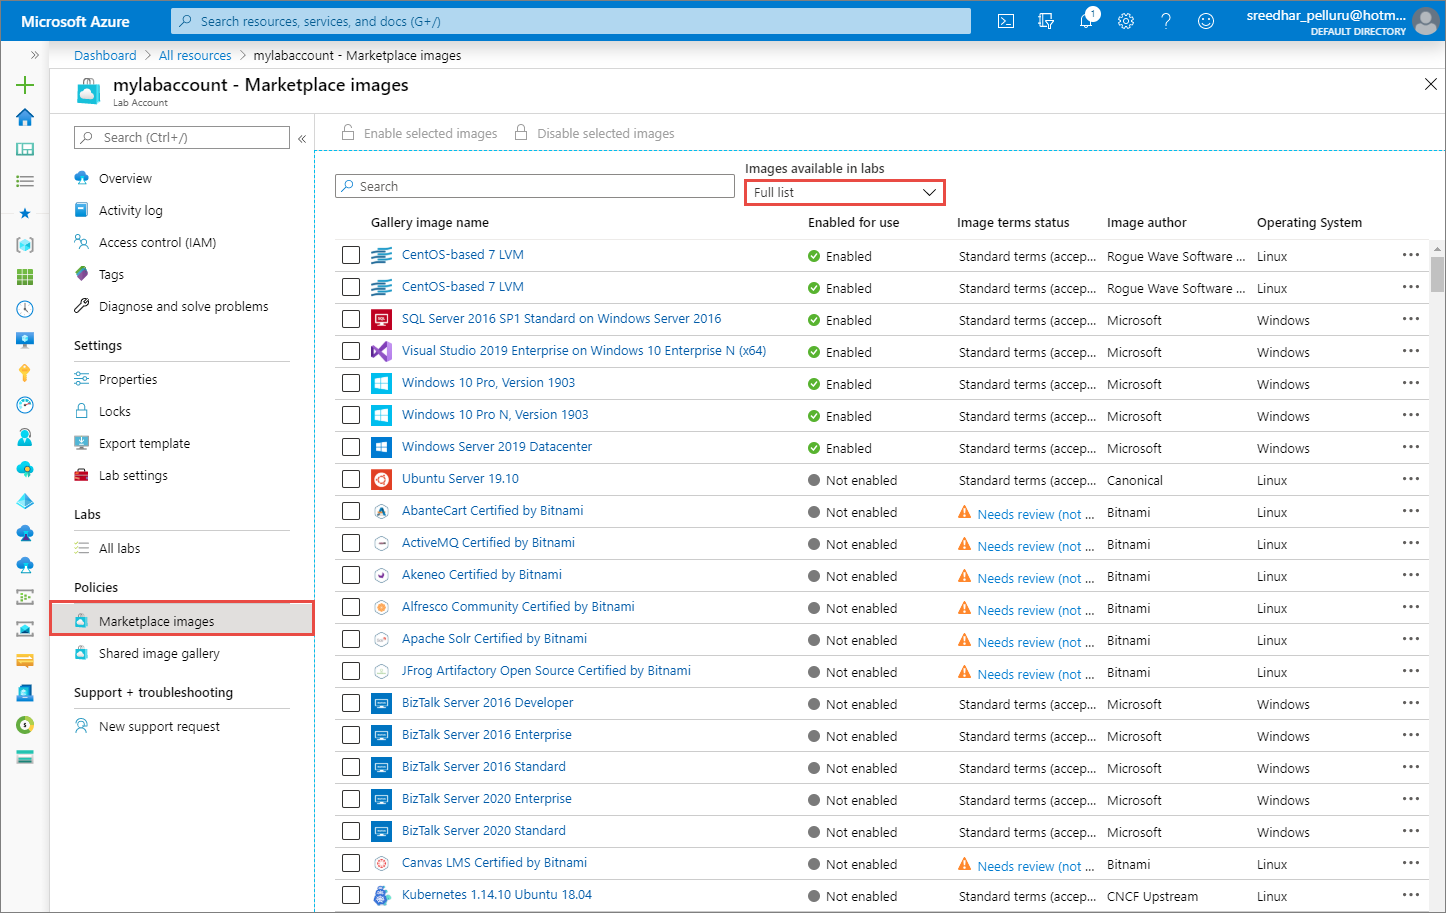 Microsoft Azure
Search resources, services, and docs (G+/)
1
sreedhar_pelluru@hotm...
DEFAULT DIRECTORY
Dashboard > All resources > mylabaccount - Marketplace images
mylabaccount - Marketplace images
Lab Account
Search (Ctrl+/)
Overview
Activity log
Access control (IAM)
Tags
Diagnose and solve problems
Settings
Properties
Locks
Export template
Lab settings
Labs
All labs
Policies
Marketplace images
Shared image gallery
Support + troubleshooting
New support request
Enable selected images Disable selected images
Images available in labs
Search
Full list
Gallery image name Enabled for use Image terms status Image author Operating System
CentOS-based 7 LVM Enabled Standard terms (accep... Rogue Wave Software ... Linux
CentOS-based 7 LVM Enabled Standard terms (accep... Rogue Wave Software ... Linux
SQL Server 2016 SP1 Standard on Windows Server 2016 Enabled Standard terms (accep... Microsoft Windows
Visual Studio 2019 Enterprise on Windows 10 Enterprise N (x64) Enabled Standard terms (accep... Microsoft Windows
Windows 10 Pro, Version 1903 Enabled Standard terms (accep... Microsoft Windows
Windows 10 Pro N, Version 1903 Enabled Standard terms (accep... Microsoft Windows
Windows Server 2019 Datacenter Enabled Standard terms (accep... Microsoft Windows
Ubuntu Server 19.10 Not enabled Standard terms (accep... Canonical Linux
AbanteCart Certified by Bitnami Not enabled Needs review (not ... Bitnami Linux
ActiveMQ Certified by Bitnami Not enabled Needs review (not ... Bitnami Linux
Akeneo Certified by Bitnami Not enabled Needs review (not ... Bitnami Linux
Alfresco Community Certified by Bitnami Not enabled Needs review (not ... Bitnami Linux
Apache Solr Certified by Bitnami Not enabled Needs review (not ... Bitnami Linux
JFrog Artifactory Open Source Certified by Bitnami Not enabled Needs review (not ... Bitnami Linux
BizTalk Server 2016 Developer Not enabled Standard terms (accep... Microsoft Windows
BizTalk Server 2016 Enterprise Not enabled Standard terms (accep... Microsoft Windows
BizTalk Server 2016 Standard Not enabled Standard terms (accep... Microsoft Windows
BizTalk Server 2020 Enterprise Not enabled Standard terms (accep... Microsoft Windows
BizTalk Server 2020 Standard Not enabled Standard terms (accep... Microsoft Windows
Canvas LMS Certified by Bitnami Not enabled Needs review (not ... Bitnami Linux
Kubernetes 1.14.10 Ubuntu 18.04 Not enabled Standard terms (accep... CNCF Upstream Linux